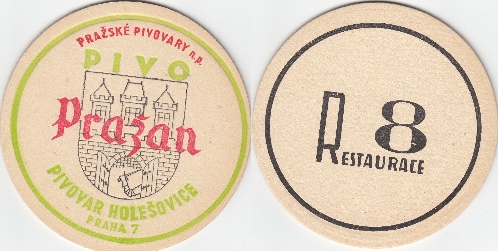 PRAŽSKÉ PIVOVARY n.p.
PIVO
Pražan
PIVOVAR HOLEŠOVICE
PRAHA 7
8
RESTAURACE